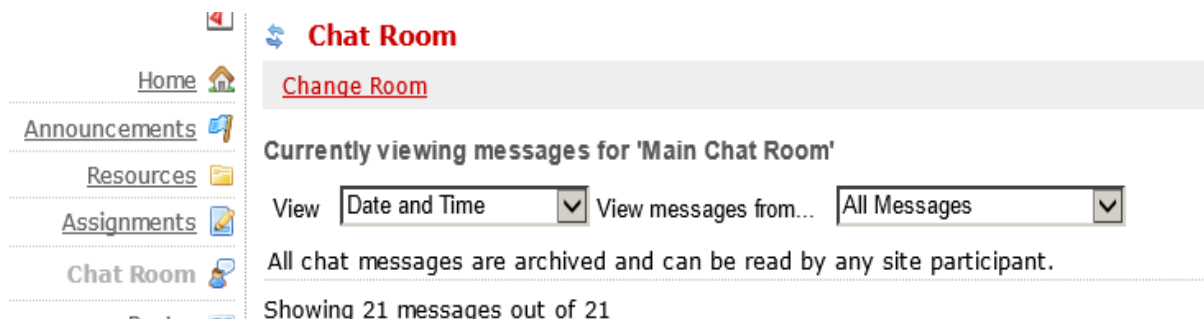 Chat Room
Home
Change Room
Announcements
Currently viewing messages for 'Main Chat Room'
Resources
View Date and Time View messages from... All Messages
Assignments
All chat messages are archived and can be read by any site participant.
Chat Room
Showing 21 messages out of 21